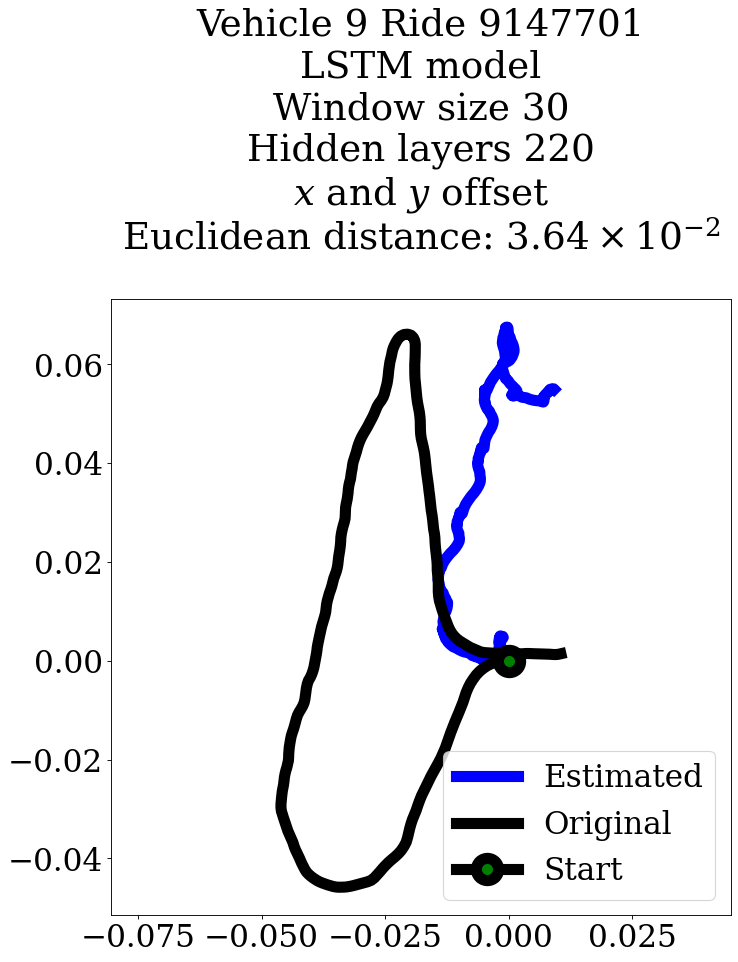 Vehicle 9 Ride 9147701
LSTM model
Window size 30
Hidden layers 220
x and y offset
Euclidean distance: 3.64 × 10⁻²
0.06
0.04
0.02
0.00
−0.02
−0.04
Estimated
Original
Start
−0.075 −0.050 −0.025 0.000 0.025